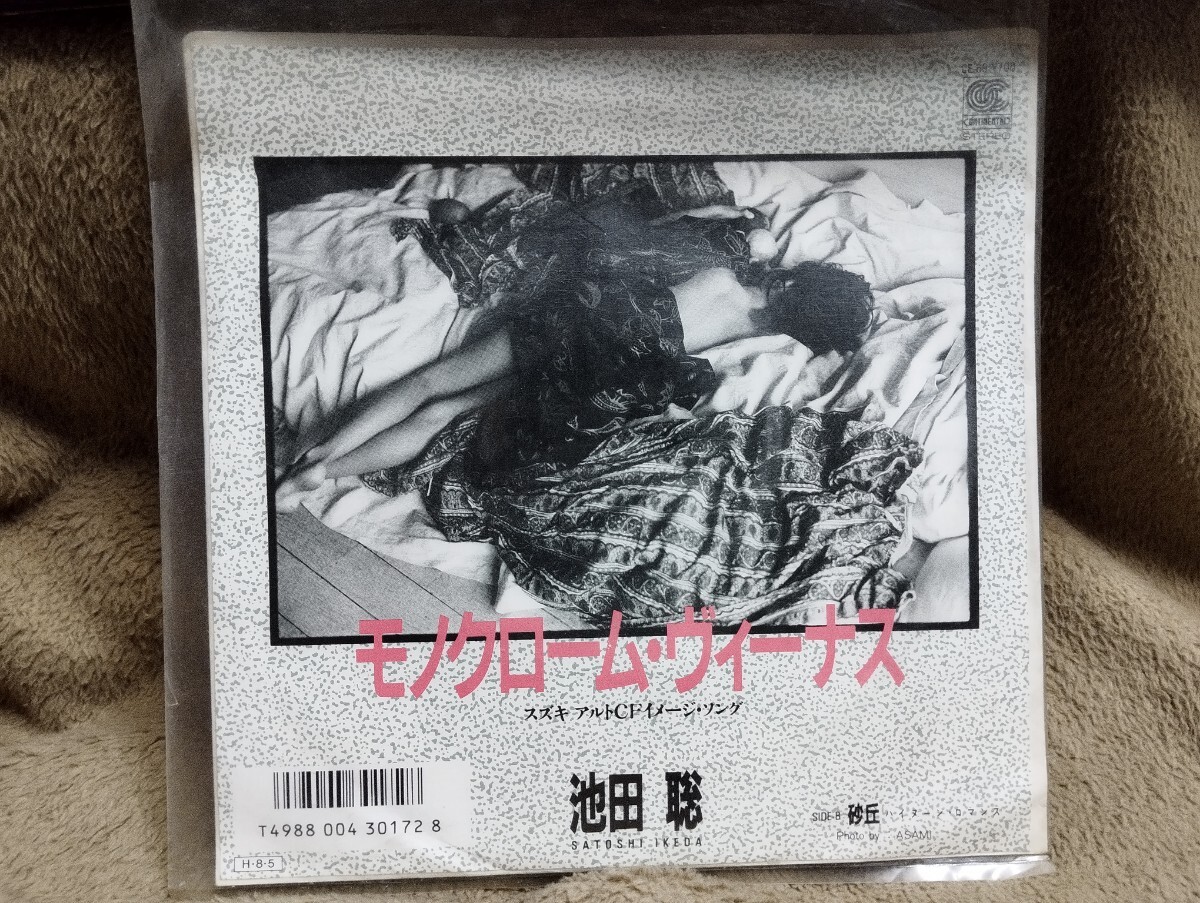 CONTINENTAL
モノクローム・ヴィーナス
スズキ アルトCFイメージ・ソング
池田 聡
SATOSHI IKEDA
SIDE-B 砂丘
Photo by ASAMI
T4988 004 30172 8
H・8・5